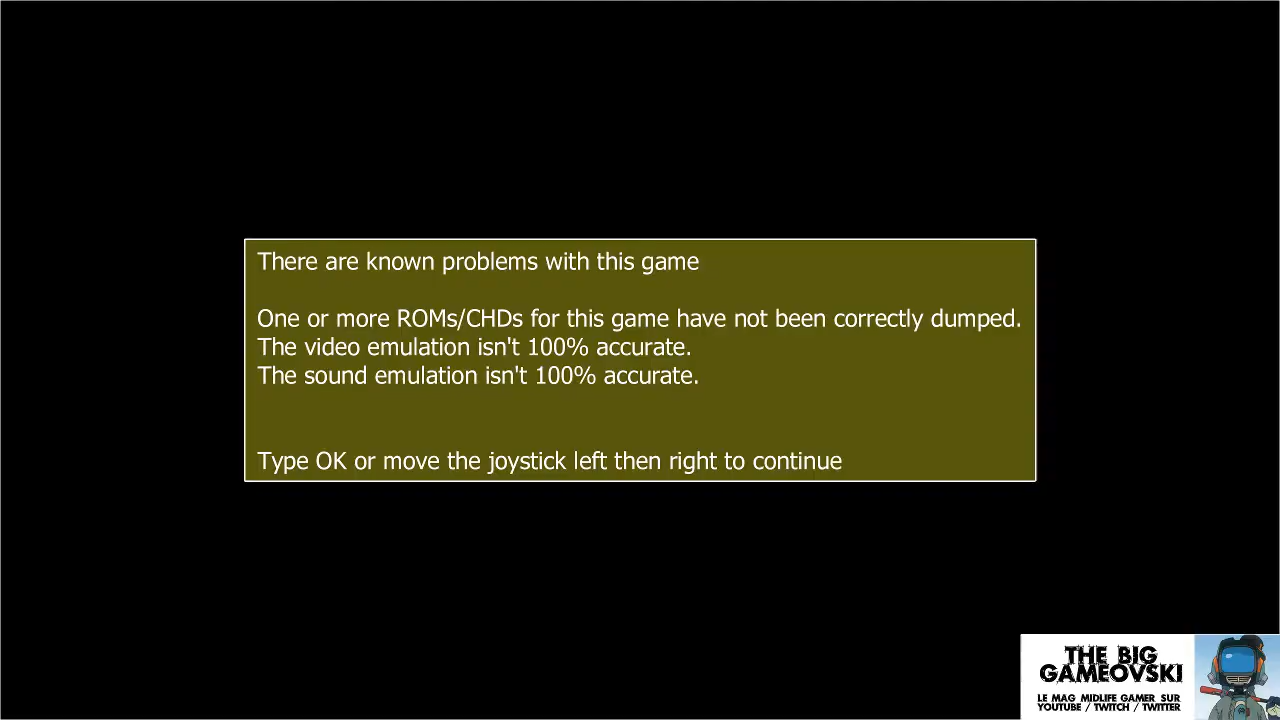 There are known problems with this game
One or more ROMs/CHDs for this game have not been correctly dumped.
The video emulation isn't 100% accurate.
The sound emulation isn't 100% accurate.
Type OK or move the joystick left then right to continue
THE BIG
GAMEOVSKI
LE MAG MIDLIFE GAMER SUR
YOUTUBE / TWITCH / TWITTER